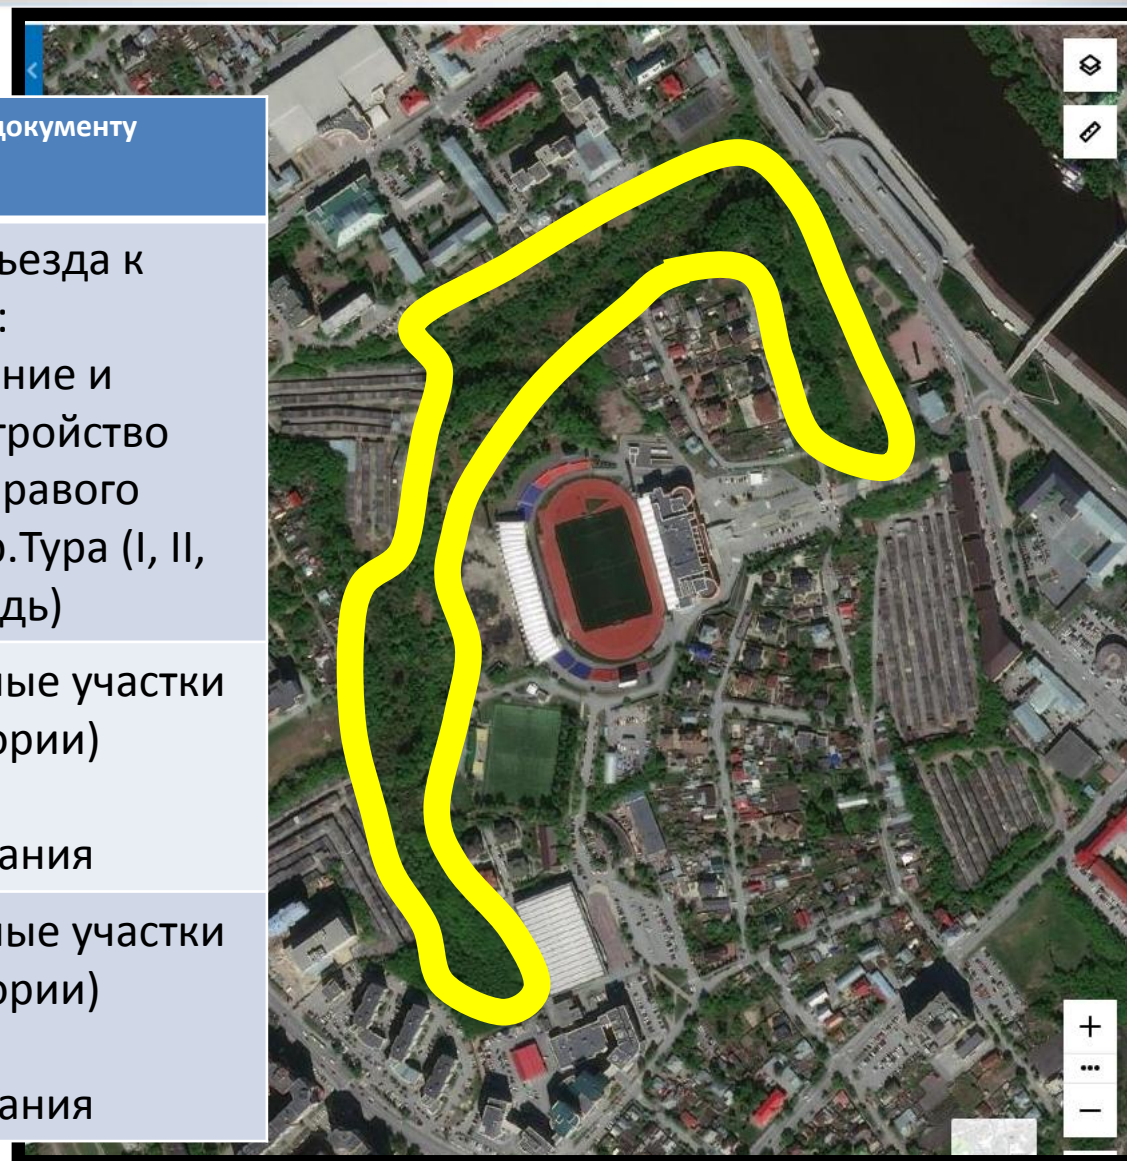 документу
ъезда к
:
ние и
тройство
равого
р.Тура (I, II,
дь)
ные участки
ории)
ания
ные участки
ории)
ания